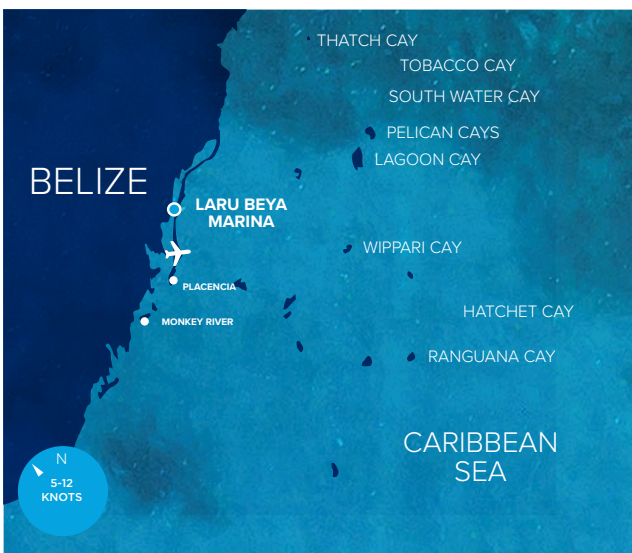 THATCH CAY
TOBACCO CAY
SOUTH WATER CAY
PELICAN CAYS
LAGOON CAY
BELIZE
LARU BEYA
MARINA
WIPPARI CAY
PLACENCIA
HATCHET CAY
MONKEY RIVER
RANGUANA CAY
CARIBBEAN
SEA
N
5-12
KNOTS